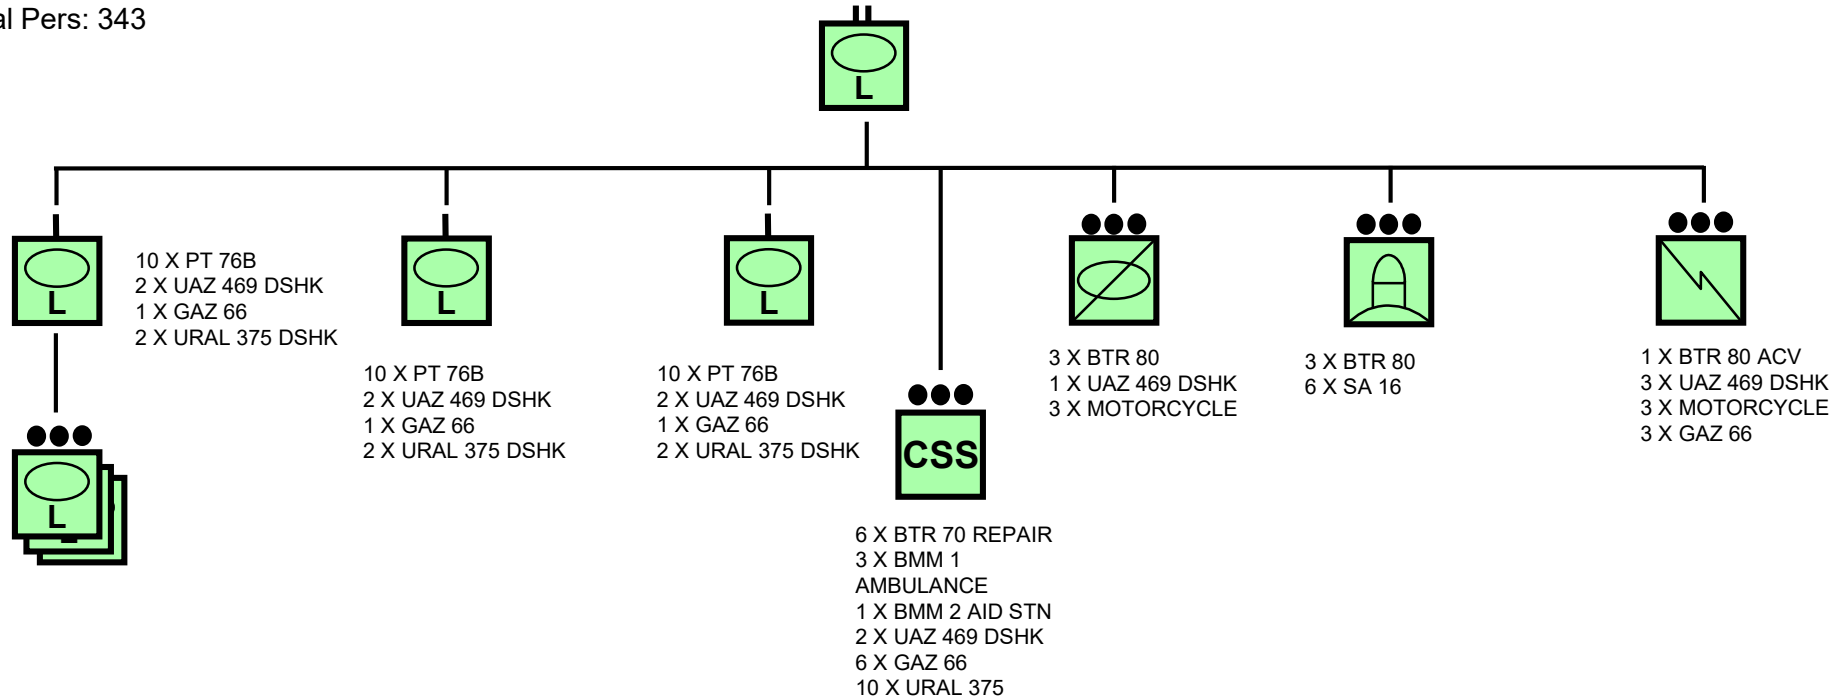 al Pers: 343
L
L
10 X PT 76B
2 X UAZ 469 DSHK
1 X GAZ 66
2 X URAL 375 DSHK
L
10 X PT 76B
2 X UAZ 469 DSHK
1 X GAZ 66
2 X URAL 375 DSHK
L
10 X PT 76B
2 X UAZ 469 DSHK
1 X GAZ 66
2 X URAL 375 DSHK
3 X BTR 80
1 X UAZ 469 DSHK
3 X MOTORCYCLE
3 X BTR 80
6 X SA 16
1 X BTR 80 ACV
3 X UAZ 469 DSHK
3 X MOTORCYCLE
3 X GAZ 66
L
CSS
6 X BTR 70 REPAIR
3 X BMM 1
AMBULANCE
1 X BMM 2 AID STN
2 X UAZ 469 DSHK
6 X GAZ 66
10 X URAL 375